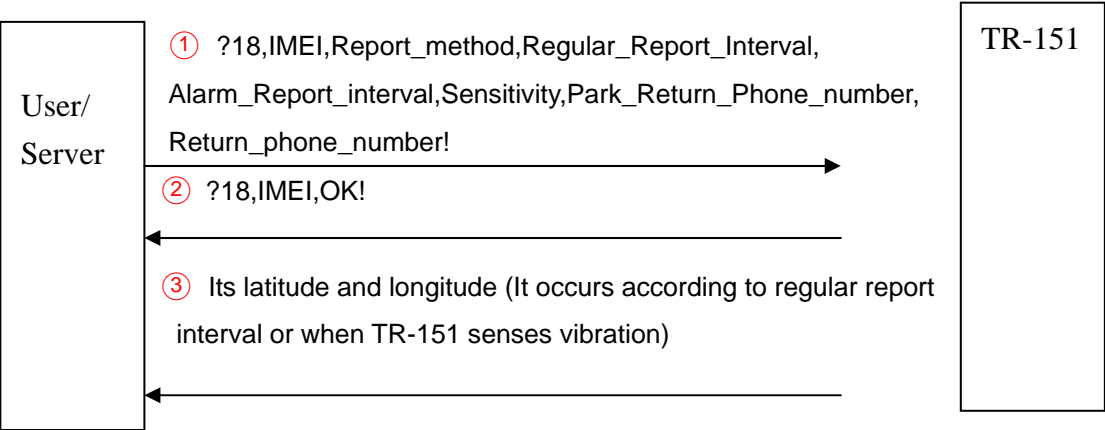 User/
Server
① ?18,IMEI,Report_method,Regular_Report_Interval,
Alarm_Report_interval,Sensitivity,Park_Return_Phone_number,
Return_phone_number!
② ?18,IMEI,OK!
③ Its latitude and longitude (It occurs according to regular report
interval or when TR-151 senses vibration)
TR-151